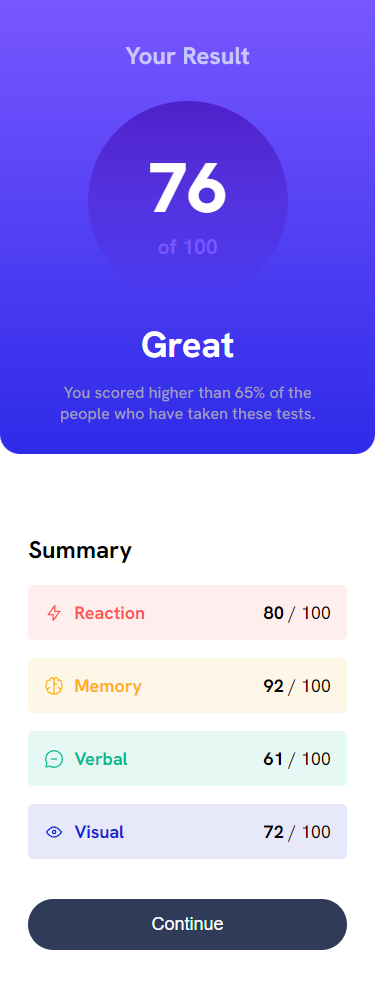 Your Result
76
of 100
Great
You scored higher than 65% of the
people who have taken these tests.
Summary
Reaction 80 / 100
Memory 92 / 100
Verbal 61 / 100
Visual 72 / 100
Continue